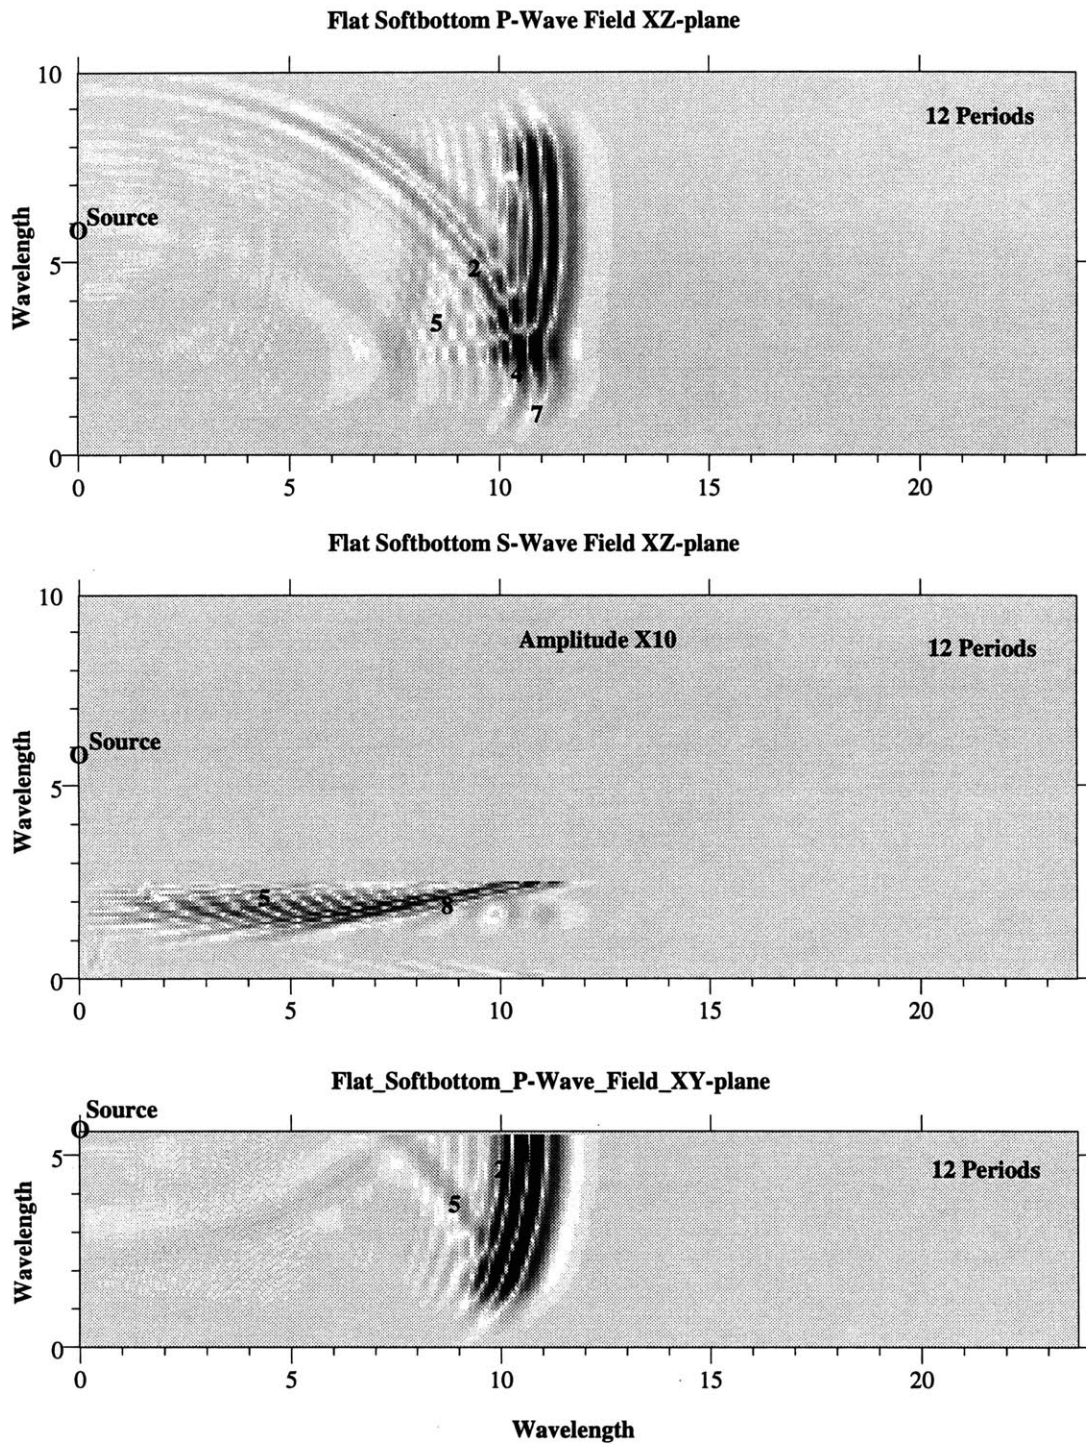 Flat Softbottom P-Wave Field XZ-plane
10
12 Periods
Source
Wavelength
5
2
5
4
7
0
0 5 10 15 20
Flat Softbottom S-Wave Field XZ-plane
10
Amplitude X10
12 Periods
Source
Wavelength
5
5
8
0
0 5 10 15 20
Flat_Softbottom_P-Wave_Field_XY-plane
Source
5
2
12 Periods
5
Wavelength
0
0 5 10 15 20
Wavelength